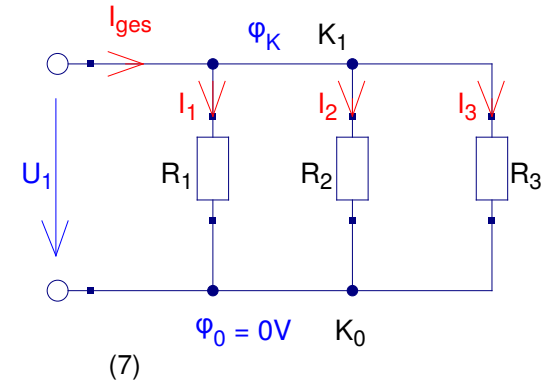 I_ges
φ_K K_1
I_1 I_2 I_3
U_1 R_1 R_2 R_3
φ_0 = 0V K_0
(7)